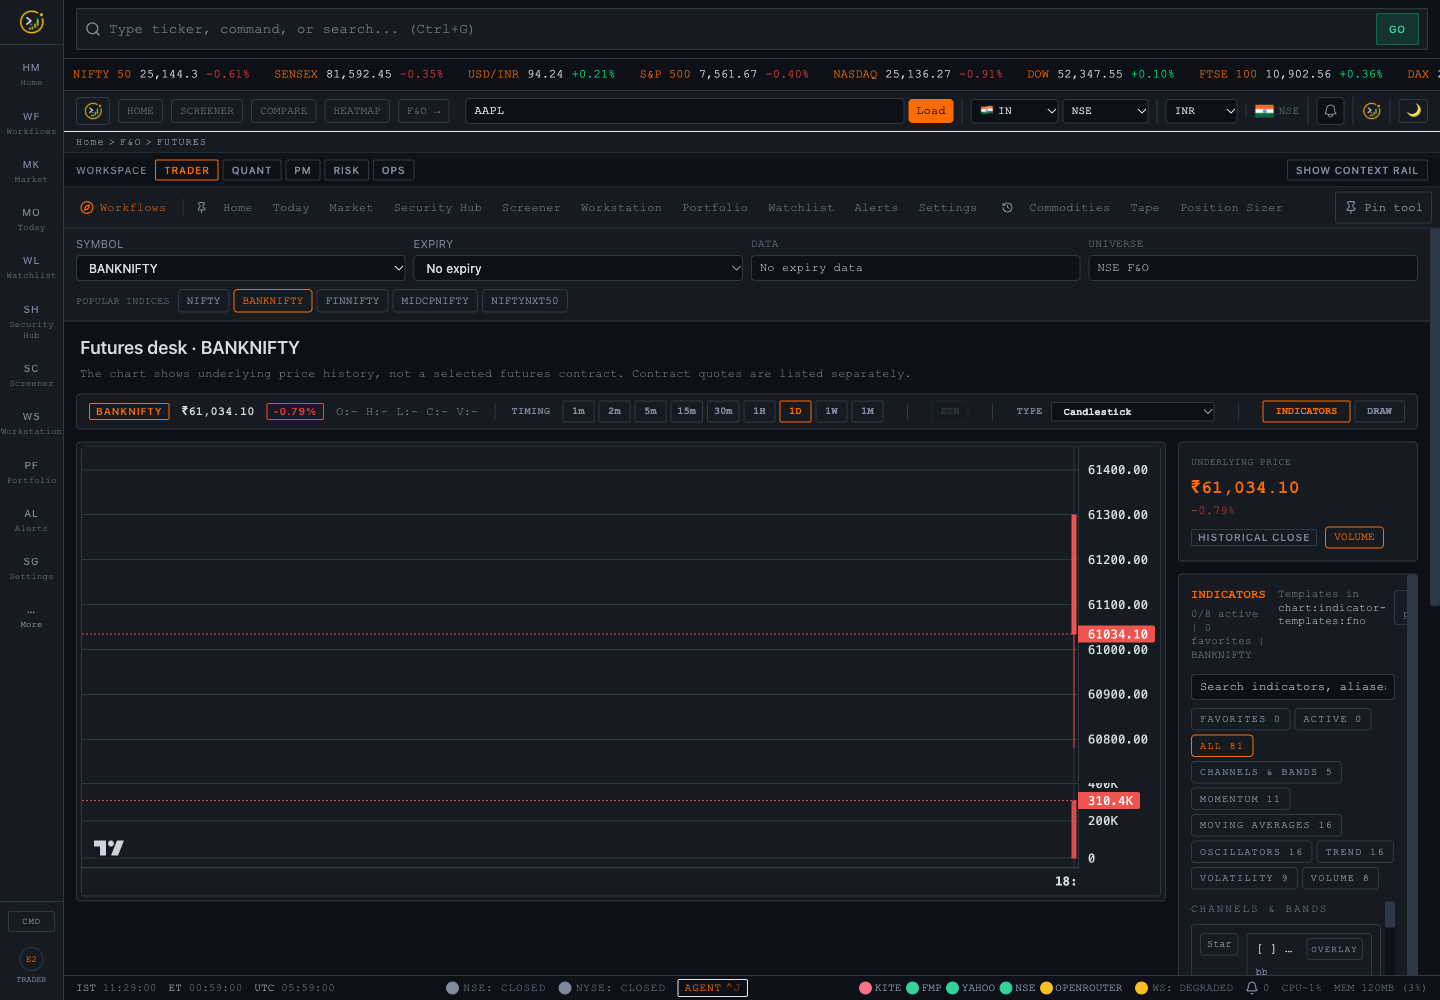 Type ticker, command, or search... (Ctrl+G)
GO
NIFTY 50 25,144.3 -0.61% SENSEX 81,592.45 -0.35% USD/INR 94.24 +0.21% S&P 500 7,561.67 -0.40% NASDAQ 25,136.27 -0.91% DOW 52,347.55 +0.10% FTSE 100 10,902.56 +0.36% DAX
HOME SCREENER COMPARE HEATMAP F&O → AAPL Load IN NSE INR NSE
Home > F&O > FUTURES
WORKSPACE TRADER QUANT PM RISK OPS SHOW CONTEXT RAIL
Workflows Home Today Market Security Hub Screener Workstation Portfolio Watchlist Alerts Settings Commodities Tape Position Sizer Pin tool
HM
Home
WF
Workflows
MK
Market
MO
Today
WL
Watchlist
SH
Security
Hub
SC
Screener
WS
Workstation
PF
Portfolio
AL
Alerts
SG
Settings
...
More
CMD
E2
TRADER
SYMBOL EXPIRY DATA UNIVERSE
BANKNIFTY No expiry No expiry data NSE F&O
POPULAR INDICES NIFTY BANKNIFTY FINNIFTY MIDCPNIFTY NIFTYNXT50
Futures desk · BANKNIFTY
The chart shows underlying price history, not a selected futures contract. Contract quotes are listed separately.
BANKNIFTY ₹61,034.10 -0.79% O:- H:- L:- C:- V:- TIMING 1m 2m 5m 15m 30m 1H 1D 1W 1M ETH TYPE Candlestick INDICATORS DRAW
61400.00
61300.00
61200.00
61100.00
61034.10
61000.00
60900.00
60800.00
400K
310.4K
200K
0
18:
UNDERLYING PRICE
₹61,034.10
-0.79%
HISTORICAL CLOSE VOLUME
INDICATORS
0/8 active
| 0
favorites |
BANKNIFTY
Templates in
chart:indicator-
templates:fno
Search indicators, aliase
FAVORITES 0 ACTIVE 0
ALL 81
CHANNELS & BANDS 5
MOMENTUM 11
MOVING AVERAGES 16
OSCILLATORS 16 TREND 16
VOLATILITY 9 VOLUME 8
CHANNELS & BANDS
Star [ ] … OVERLAY
bb
IST 11:29:00 ET 00:59:00 UTC 05:59:00 NSE: CLOSED NYSE: CLOSED AGENT ^J KITE FMP YAHOO NSE OPENROUTER WS: DEGRADED 0 CPU~1% MEM 120MB (3%)